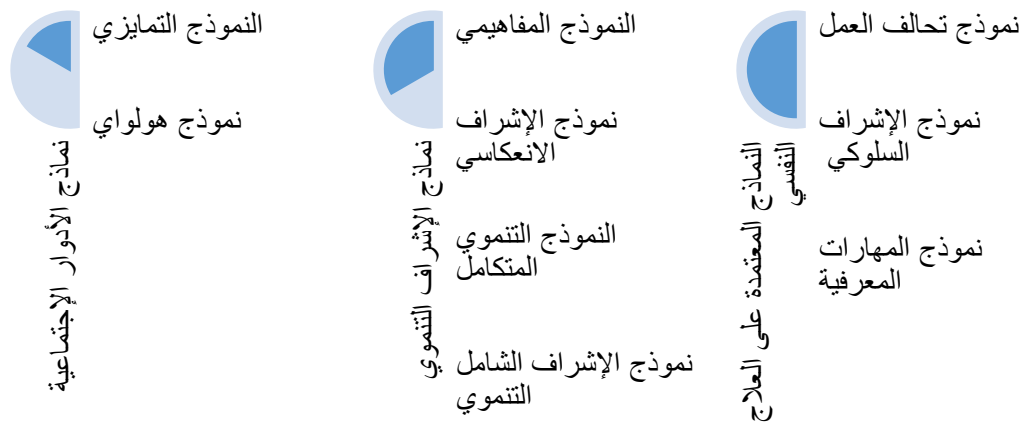 نموذج تحالف العمل
نموذج الإشراف
السلوكي
نموذج المهارات
المعرفية
النماذج المعتمدة على العلاج
النفسي
النموذج المفاهيمي
نموذج الإشراف
الانعكاسي
النموذج التنموي
المتكامل
نموذج الإشراف الشامل
التنموي
نماذج الإشراف التنموي
النموذج التمايزي
نموذج هولواي
نماذج الأدوار الإجتماعية